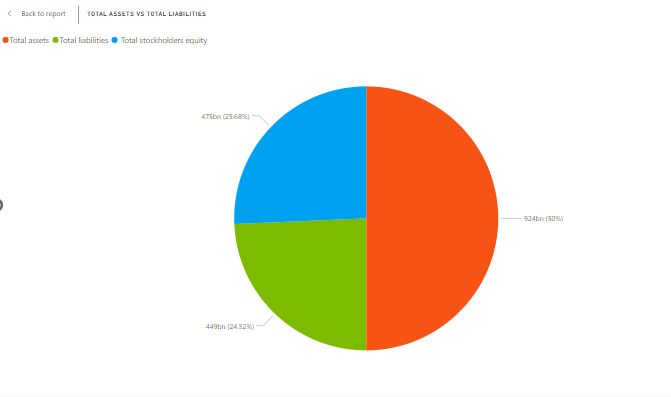 Back to report
TOTAL ASSETS VS TOTAL LIABILITIES
Total assets Total liabilities Total stockholders equity
475bn (25.68%)
924bn (50%)
449bn (24.32%)